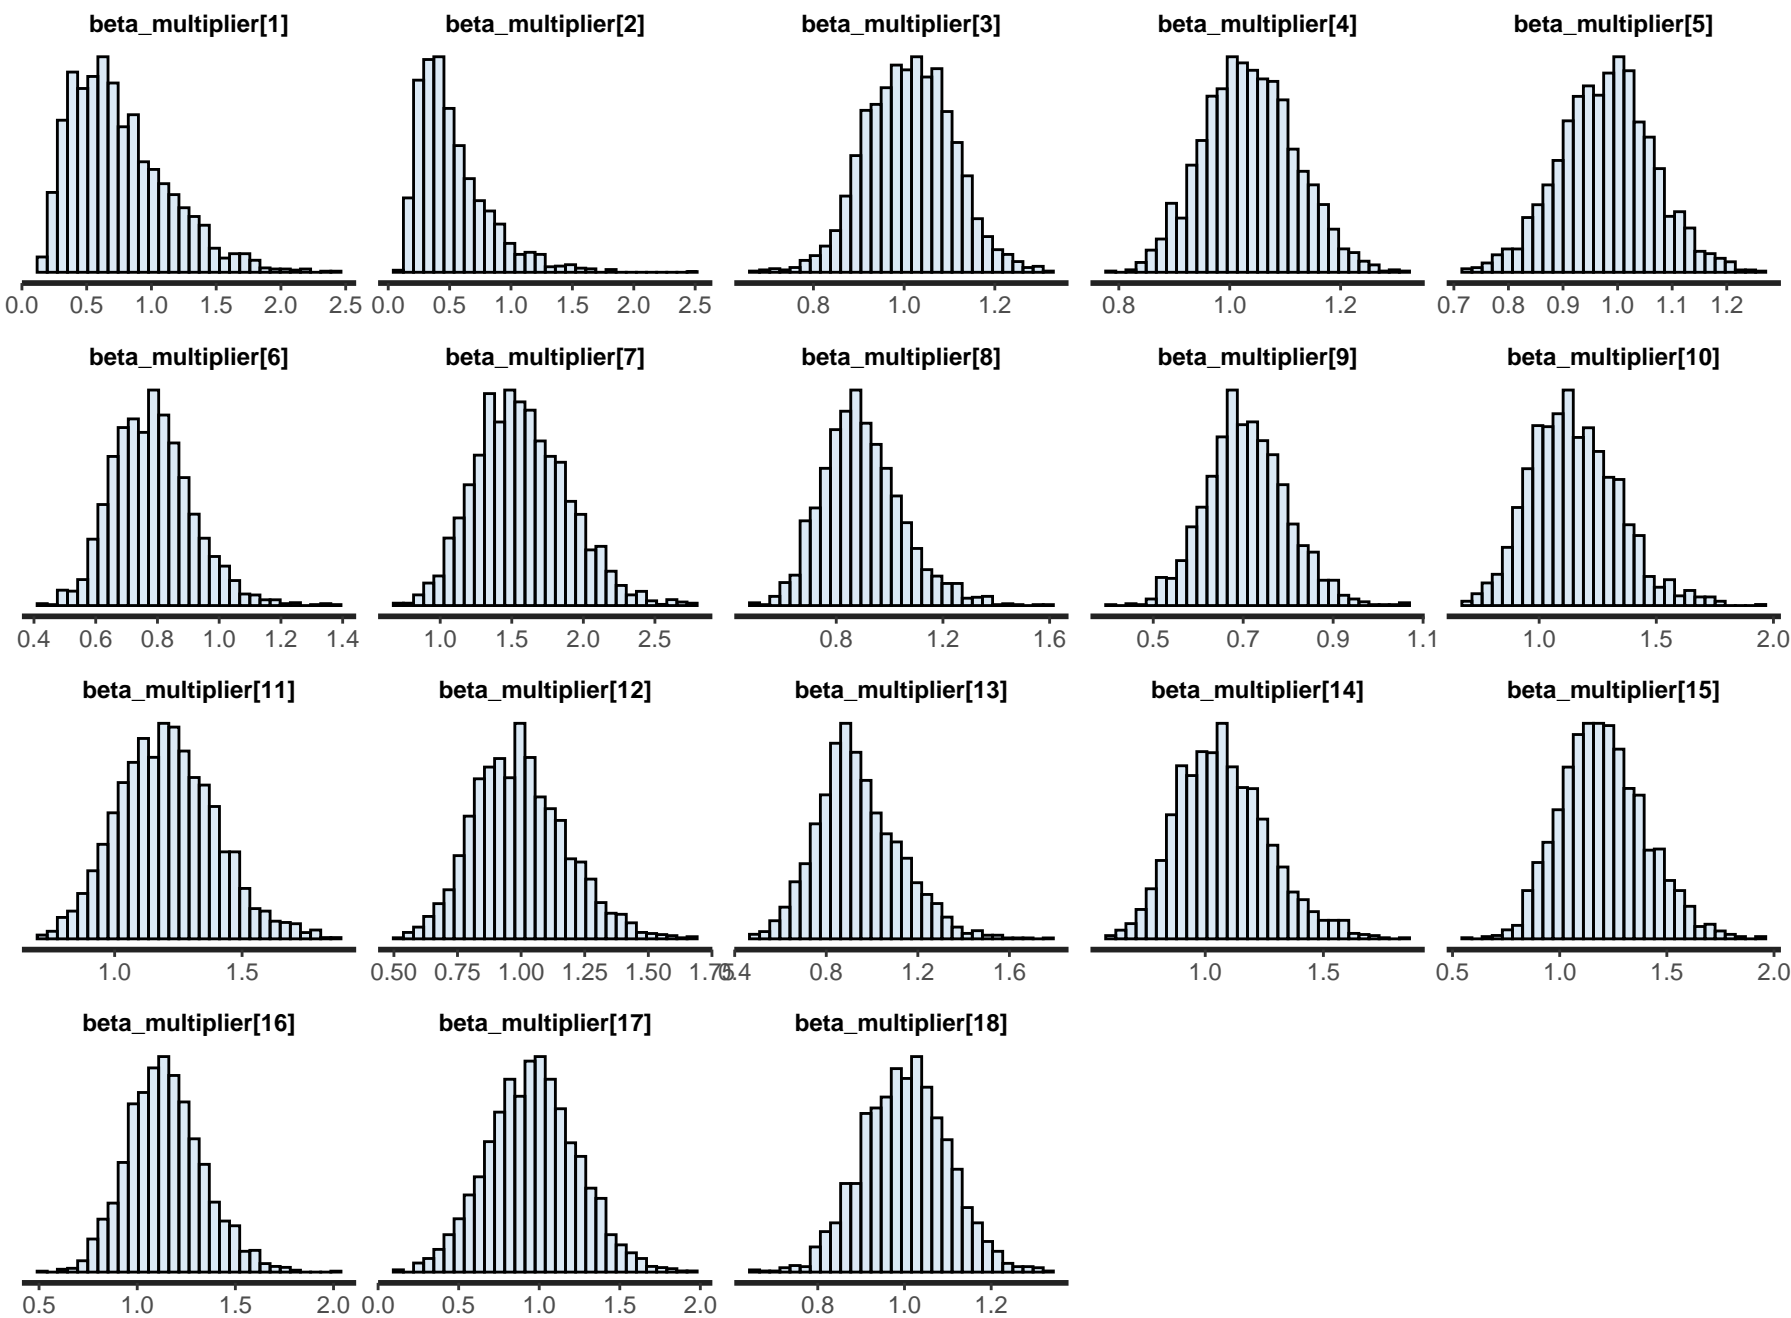 beta_multiplier[1] beta_multiplier[2] beta_multiplier[3] beta_multiplier[4] beta_multiplier[5]
0.0 0.5 1.0 1.5 2.0 2.5 0.0 0.5 1.0 1.5 2.0 2.5 0.8 1.0 1.2 0.8 1.0 1.2 0.7 0.8 0.9 1.0 1.1 1.2
beta_multiplier[6] beta_multiplier[7] beta_multiplier[8] beta_multiplier[9] beta_multiplier[10]
0.4 0.6 0.8 1.0 1.2 1.4 1.0 1.5 2.0 2.5 0.8 1.2 1.6 0.5 0.7 0.9 1.1 1.0 1.5 2.0
beta_multiplier[11] beta_multiplier[12] beta_multiplier[13] beta_multiplier[14] beta_multiplier[15]
1.0 1.5 0.50 0.75 1.00 1.25 1.50 1.75 0.4 0.8 1.2 1.6 1.0 1.5 0.5 1.0 1.5 2.0
beta_multiplier[16] beta_multiplier[17] beta_multiplier[18]
0.5 1.0 1.5 2.0 0.0 0.5 1.0 1.5 2.0 0.8 1.0 1.2